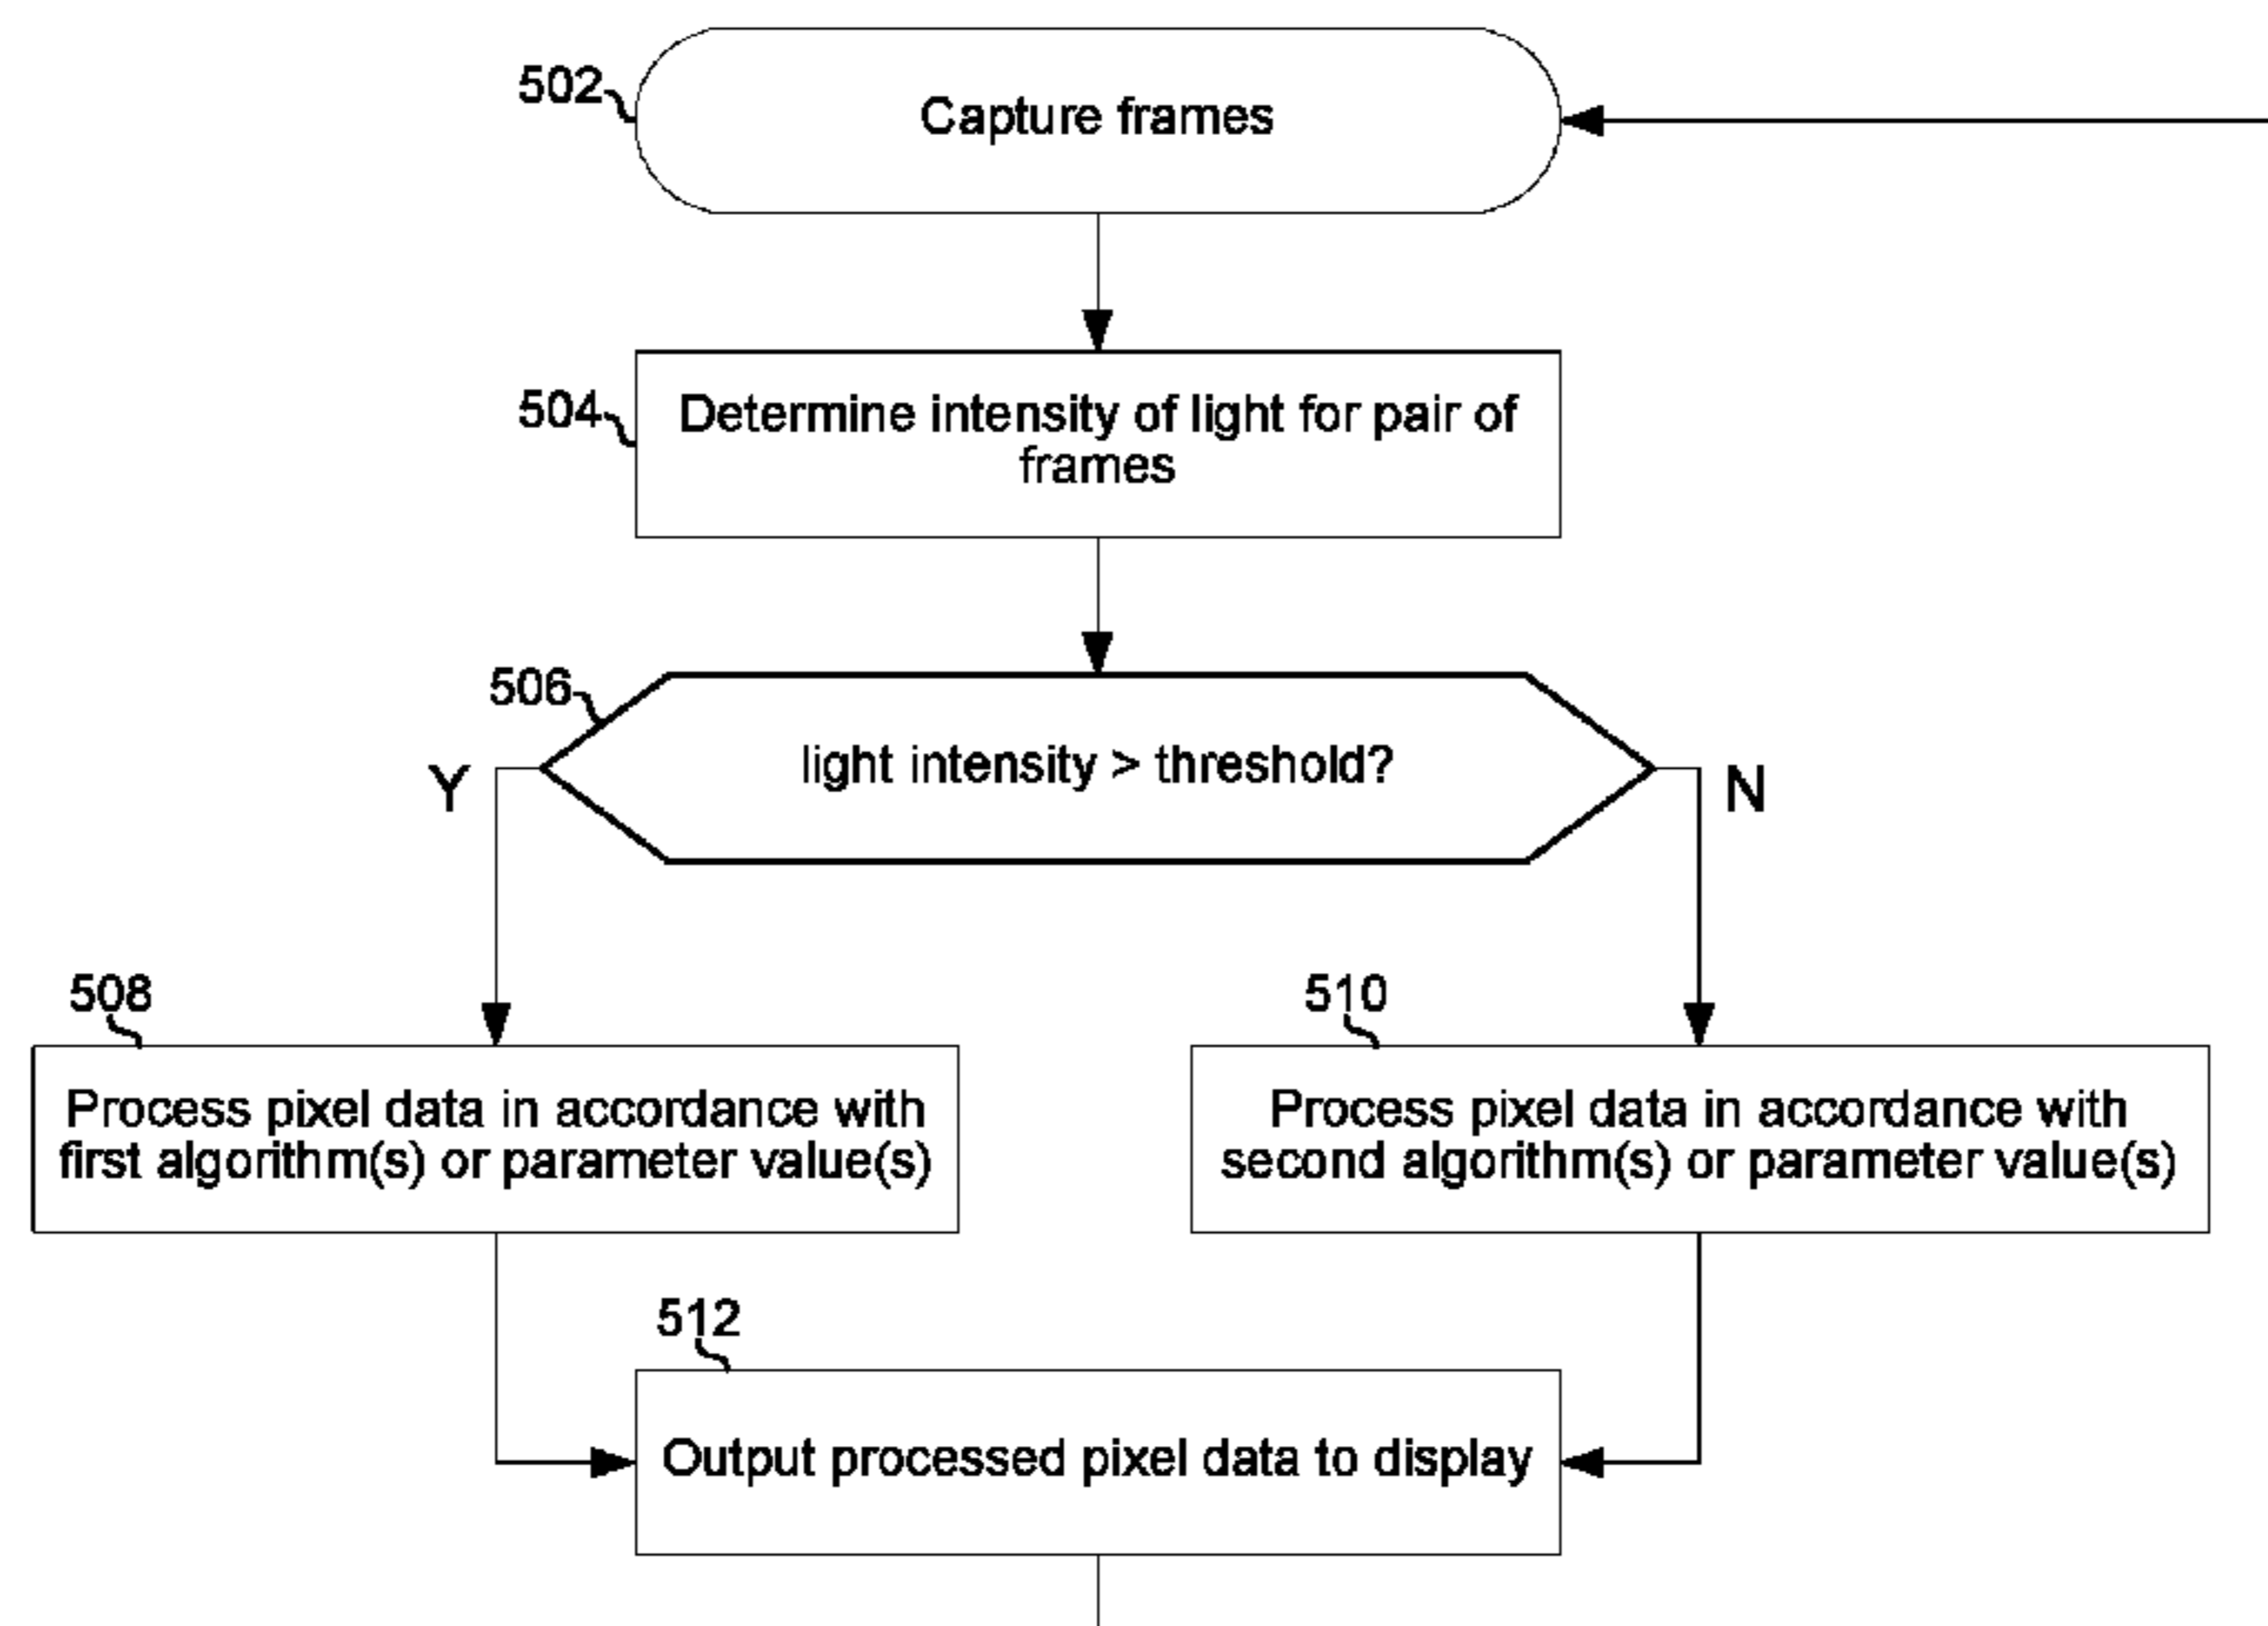 502
Capture frames
504
Determine intensity of light for pair of
frames
506
light intensity > threshold?
Y
N
508
510
Process pixel data in accordance with
first algorithm(s) or parameter value(s)
Process pixel data in accordance with
second algorithm(s) or parameter value(s)
512
Output processed pixel data to display